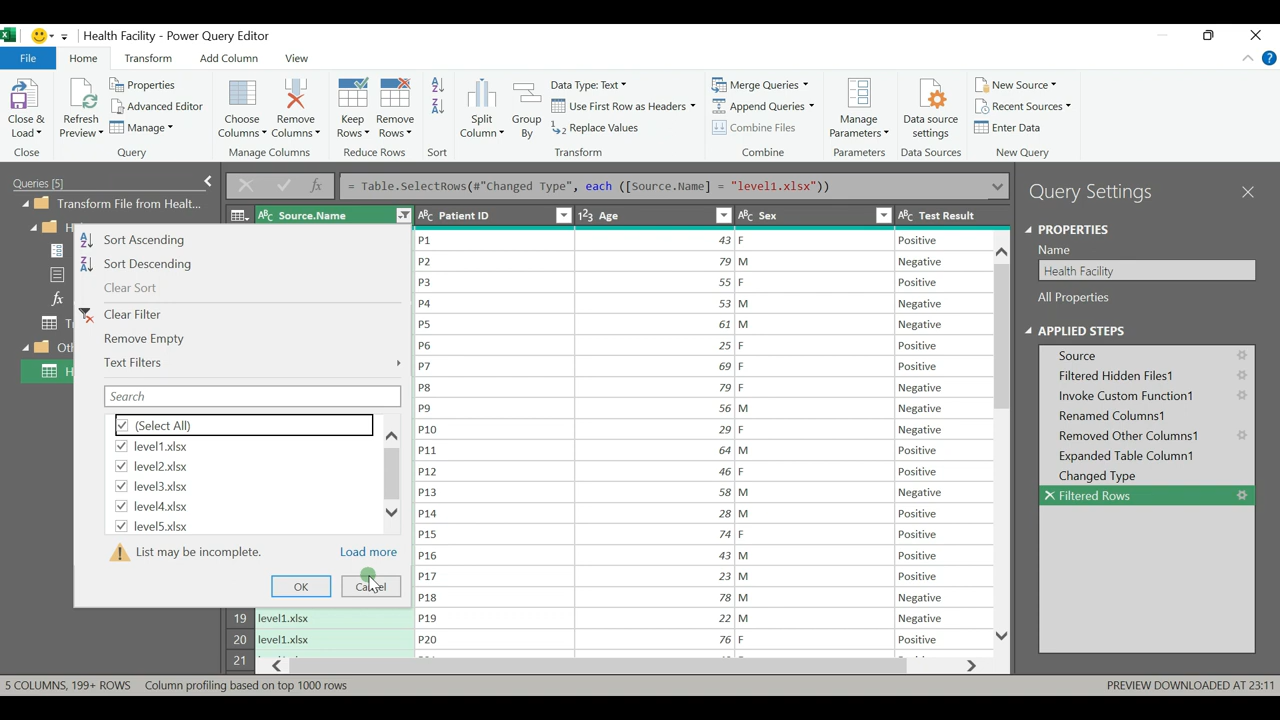 Health Facility - Power Query Editor
File Home Transform Add Column View
Close & Load
Refresh Preview
Properties
Advanced Editor
Manage
Choose Columns
Remove Columns
Keep Rows
Remove Rows
Split Column
Group By
Data Type: Text
Use First Row as Headers
Replace Values
Merge Queries
Append Queries
Combine Files
Manage Parameters
Data source settings
New Source
Recent Sources
Enter Data
Close Query Manage Columns Reduce Rows Sort Transform Combine Parameters Data Sources New Query
Queries [5]
Transform File from Healt...
= Table.SelectRows(#"Changed Type", each ([Source.Name] = "level1.xlsx"))
Source.Name Patient ID Age Sex Test Result
Sort Ascending
Sort Descending
Clear Sort
Clear Filter
Remove Empty
Text Filters
Search
(Select All)
level1.xlsx
level2.xlsx
level3.xlsx
level4.xlsx
level5.xlsx
List may be incomplete. Load more
OK Cancel
P1 43 F Positive
P2 79 M Negative
P3 55 F Positive
P4 53 M Negative
P5 61 M Negative
P6 25 F Positive
P7 69 F Positive
P8 79 F Negative
P9 56 M Negative
P10 29 F Negative
P11 64 M Positive
P12 46 F Positive
P13 58 M Negative
P14 28 M Positive
P15 74 F Positive
P16 43 M Positive
P17 23 M Positive
P18 78 M Negative
19 level1.xlsx P19 22 M Negative
20 level1.xlsx P20 76 F Positive
21
Query Settings
PROPERTIES
Name
Health Facility
All Properties
APPLIED STEPS
Source
Filtered Hidden Files1
Invoke Custom Function1
Renamed Columns1
Removed Other Columns1
Expanded Table Column1
Changed Type
Filtered Rows
5 COLUMNS, 199+ ROWS Column profiling based on top 1000 rows
PREVIEW DOWNLOADED AT 23:11